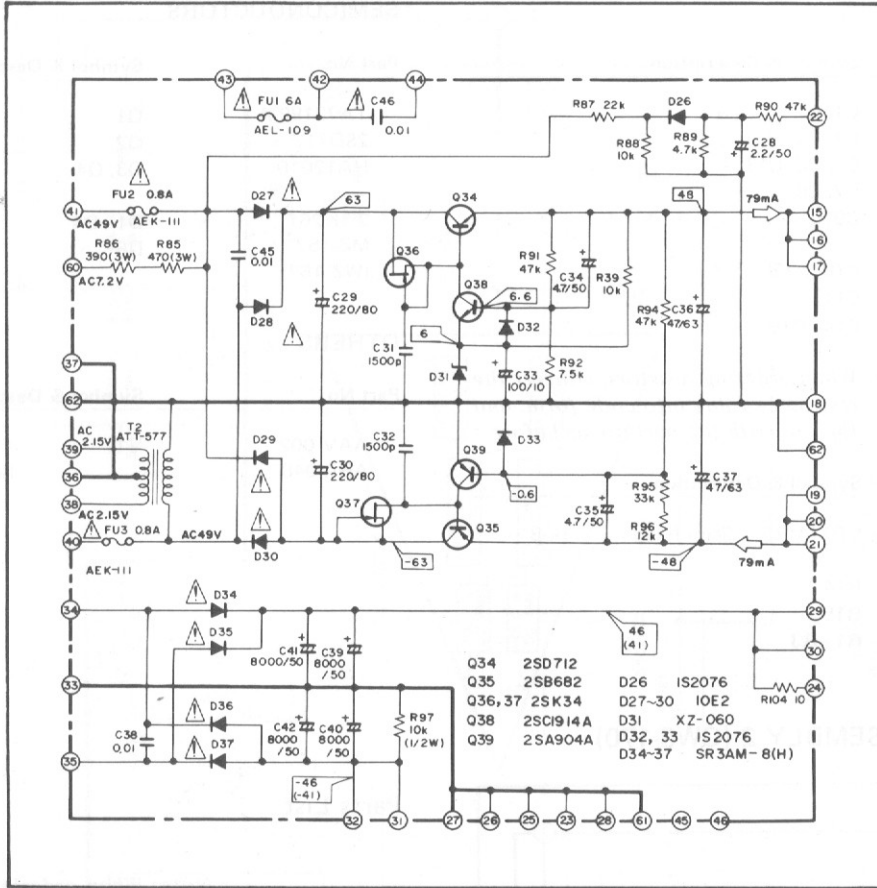 SEMICONDUCTORS
43
42
44
FU1 6A
AEL-109
C46
0.01
R87 22k
D26
R90 47k
22
R88
10k
R89
4.7k
C28
2.2/50
FU2 0.8A
41
AEK-111
AC49V
D27
63
Q34
48
79mA
15
16
17
R86
390(3W)
R85
470(3W)
60
AC7.2V
C45
0.01
Q36
R91
47k
C34
4.7/50
R39
10k
Q38
6.6
C29
220/80
D28
R94
47k
C36
47/63
6
D32
C31
1500p
D31
C33
100/10
R92
7.5k
37
62
18
T2
ATT-577
AC
2.15V
39
36
38
AC2.15V
D29
C32
1500p
D33
Q39
62
C30
220/80
-0.6
C37
47/63
19
Q37
C35
4.7/50
R95
33k
R96
12k
20
Q35
FU3 0.8A
40
AC49V
D30
-63
-48
79mA
21
AEK-111
34
D34
29
D35
46
(41)
30
C41
8000/50
C39
8000
/50
R104 10
24
33
D36
C38
0.01
C42
8000
/50
C40
8000
/50
R97
10k
(1/2W)
D37
35
-46
(-41)
Q34 2SD712
Q35 2SB682
Q36,37 2SK34
Q38 2SC1914A
Q39 2SA904A
D26 1S2076
D27~30 10E2
D31 XZ-060
D32, 33 1S2076
D34~37 SR3AM-8(H)
32
31
27
26
25
23
28
61
45
46